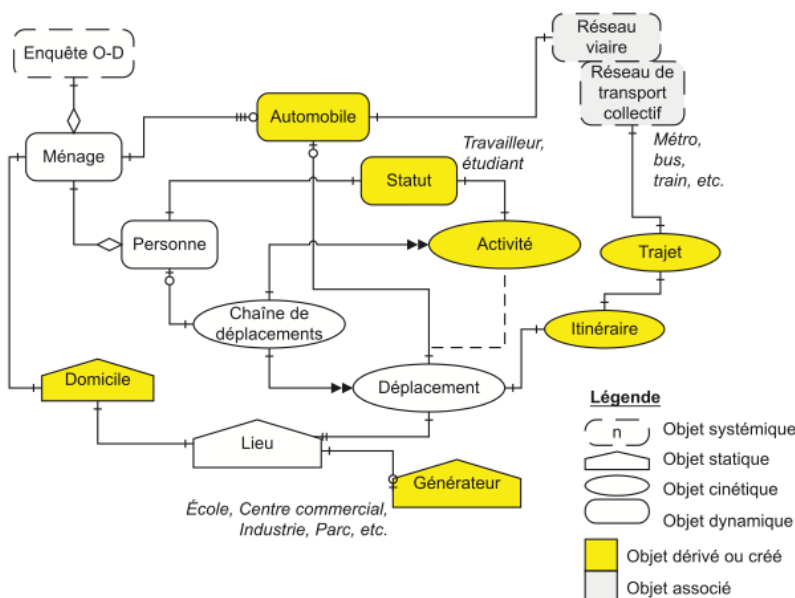 Enquête O-D
Réseau
viaire
Réseau de
transport
collectif
Automobile
Ménage
Travailleur,
étudiant
Métro,
bus,
train, etc.
Statut
Personne
Activité
Trajet
Chaîne de
déplacements
Itinéraire
Domicile
Déplacement
Lieu
Générateur
École, Centre commercial,
Industrie, Parc, etc.
Légende
n
Objet systémique
Objet statique
Objet cinétique
Objet dynamique
Objet dérivé ou créé
Objet associé